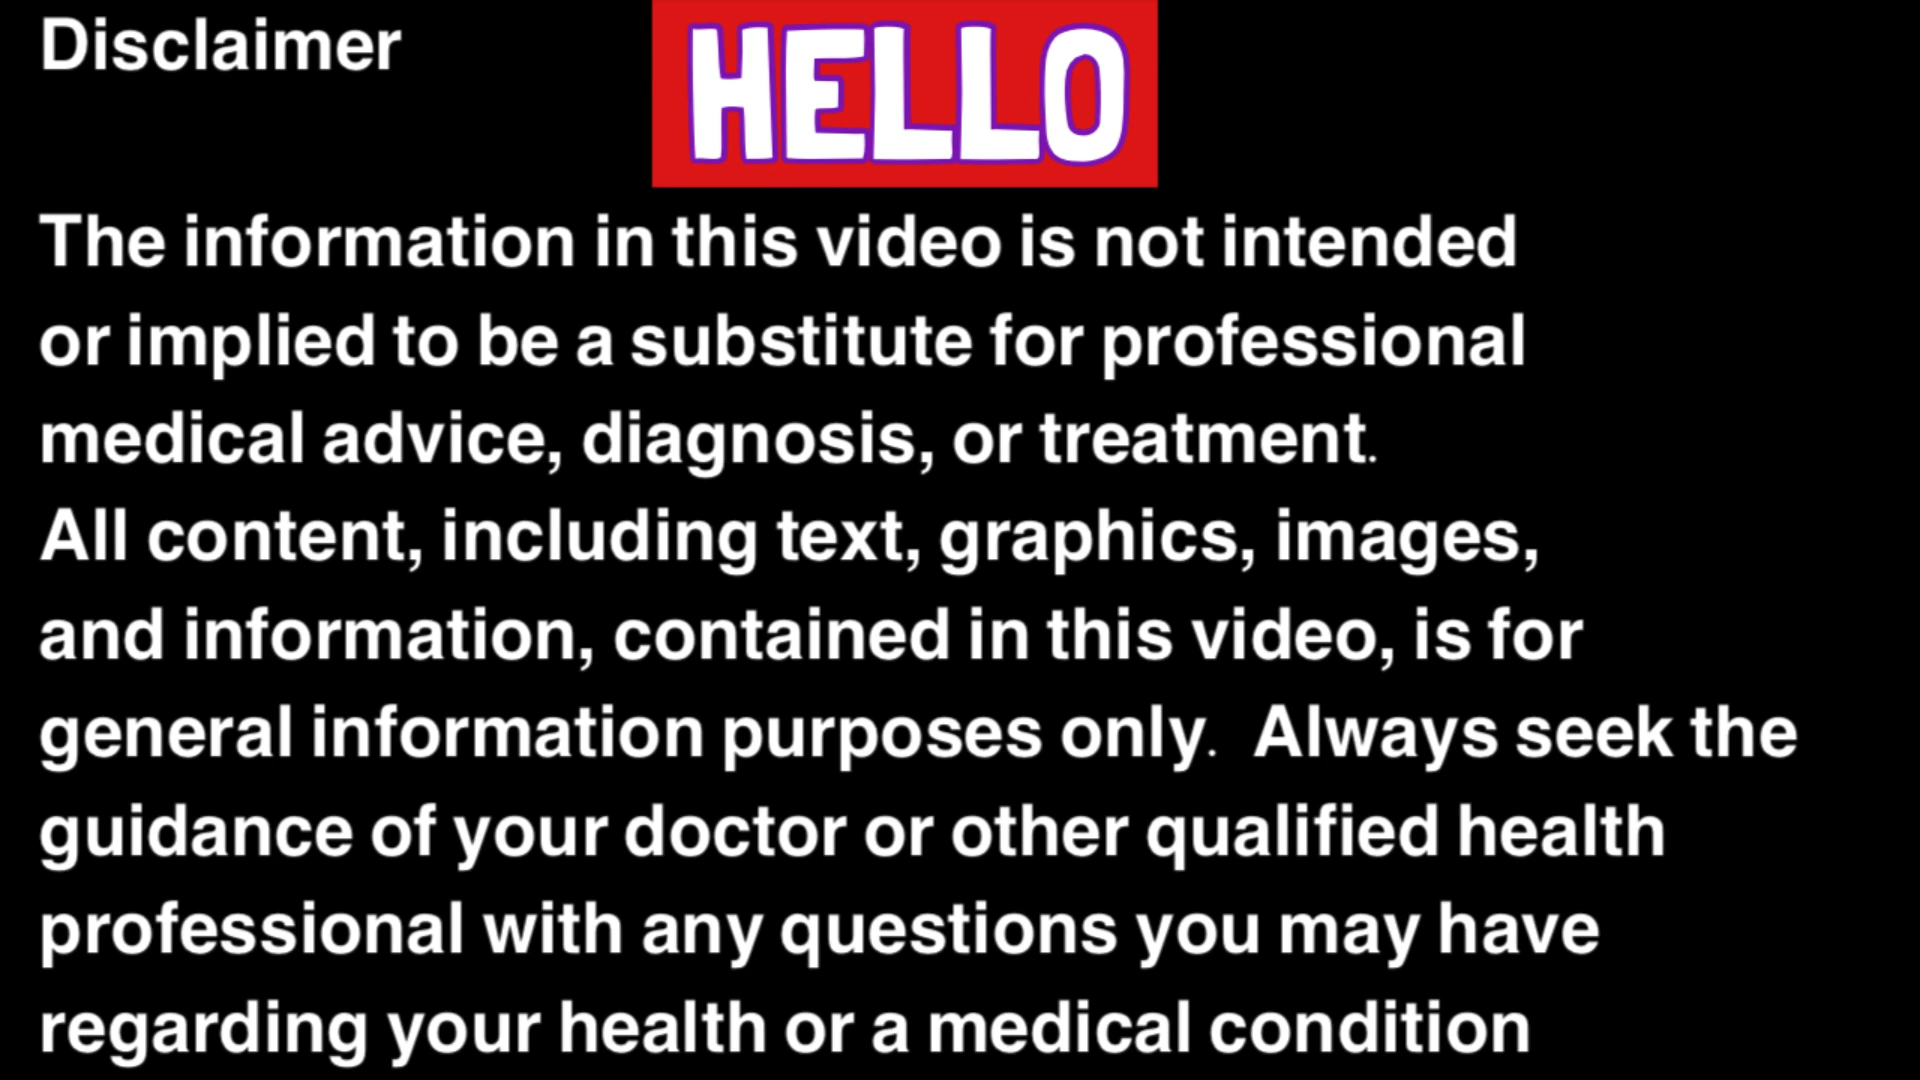 Disclaimer
HELLO
The information in this video is not intended
or implied to be a substitute for professional
medical advice, diagnosis, or treatment.
All content, including text, graphics, images,
and information, contained in this video, is for
general information purposes only.  Always seek the
guidance of your doctor or other qualified health
professional with any questions you may have
regarding your health or a medical condition